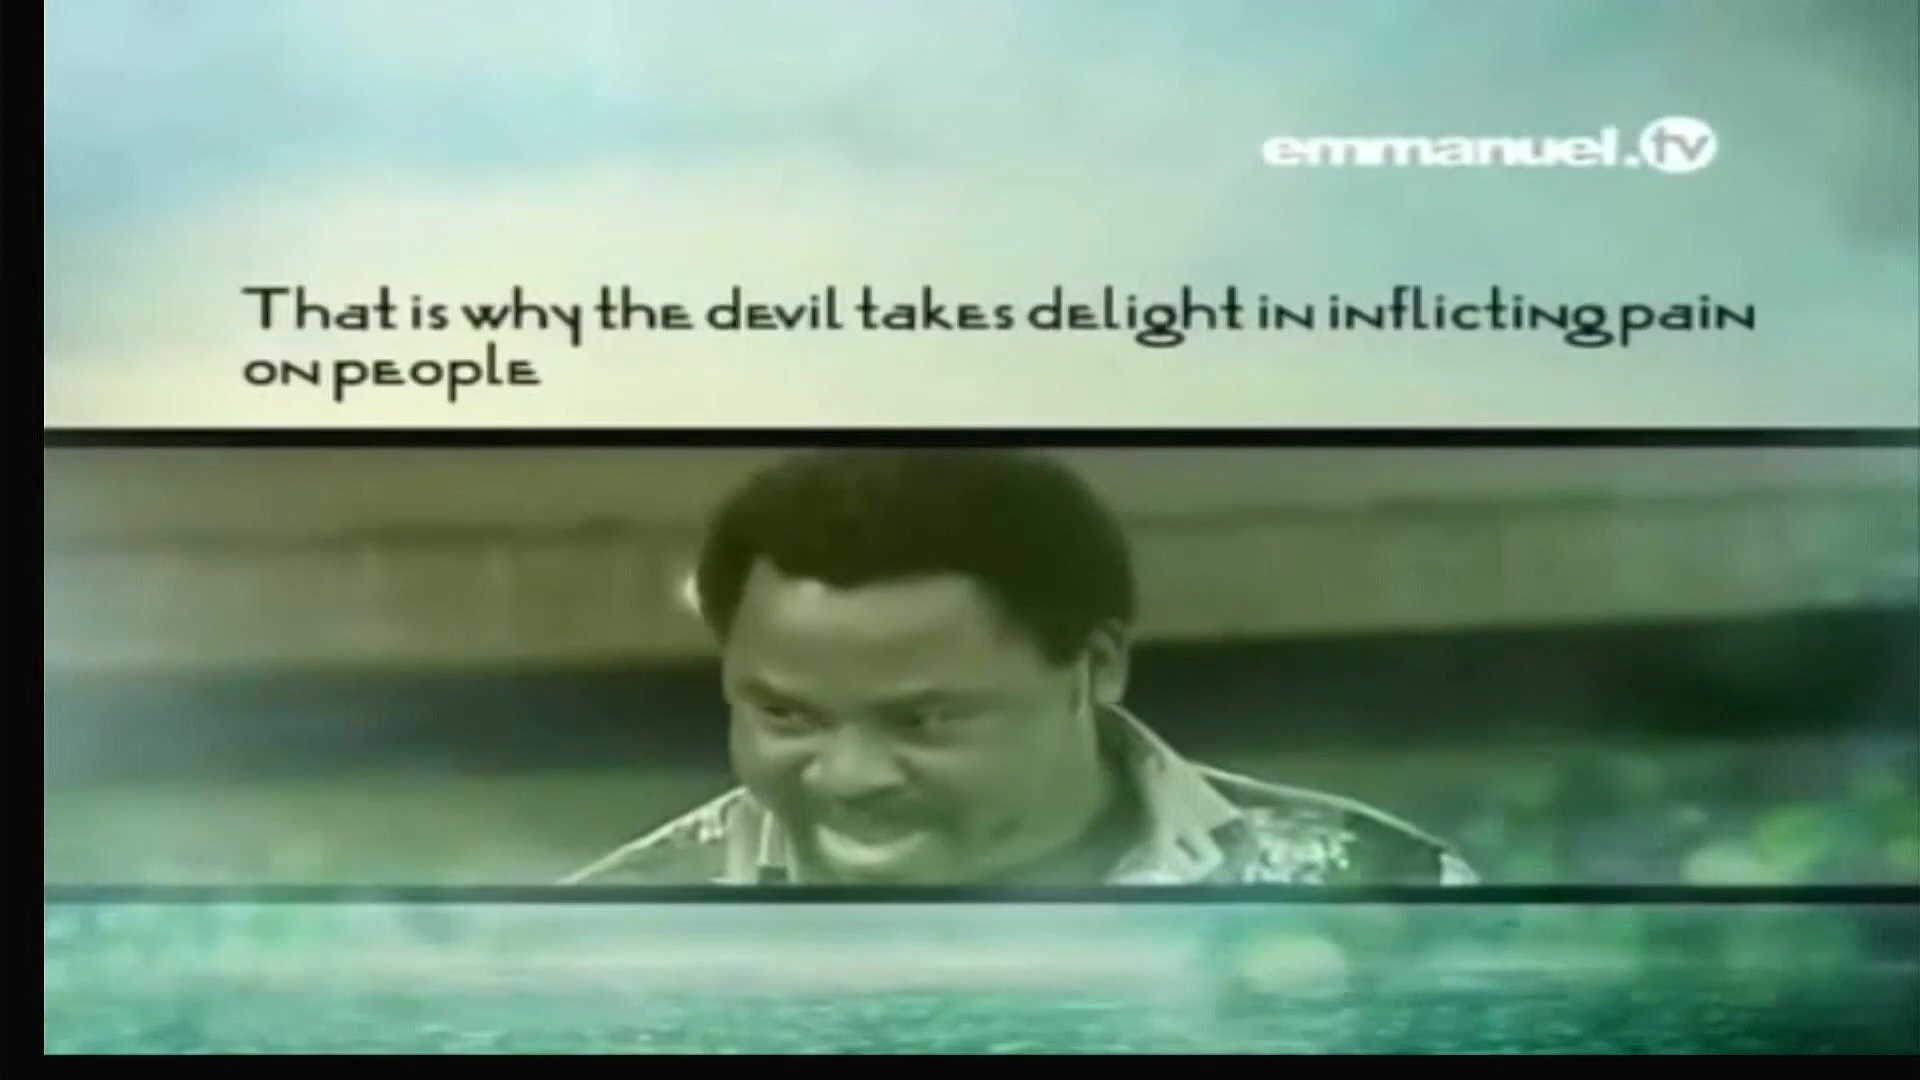 emmanuel.tv
That is why the devil takes delight in inflicting pain
on people